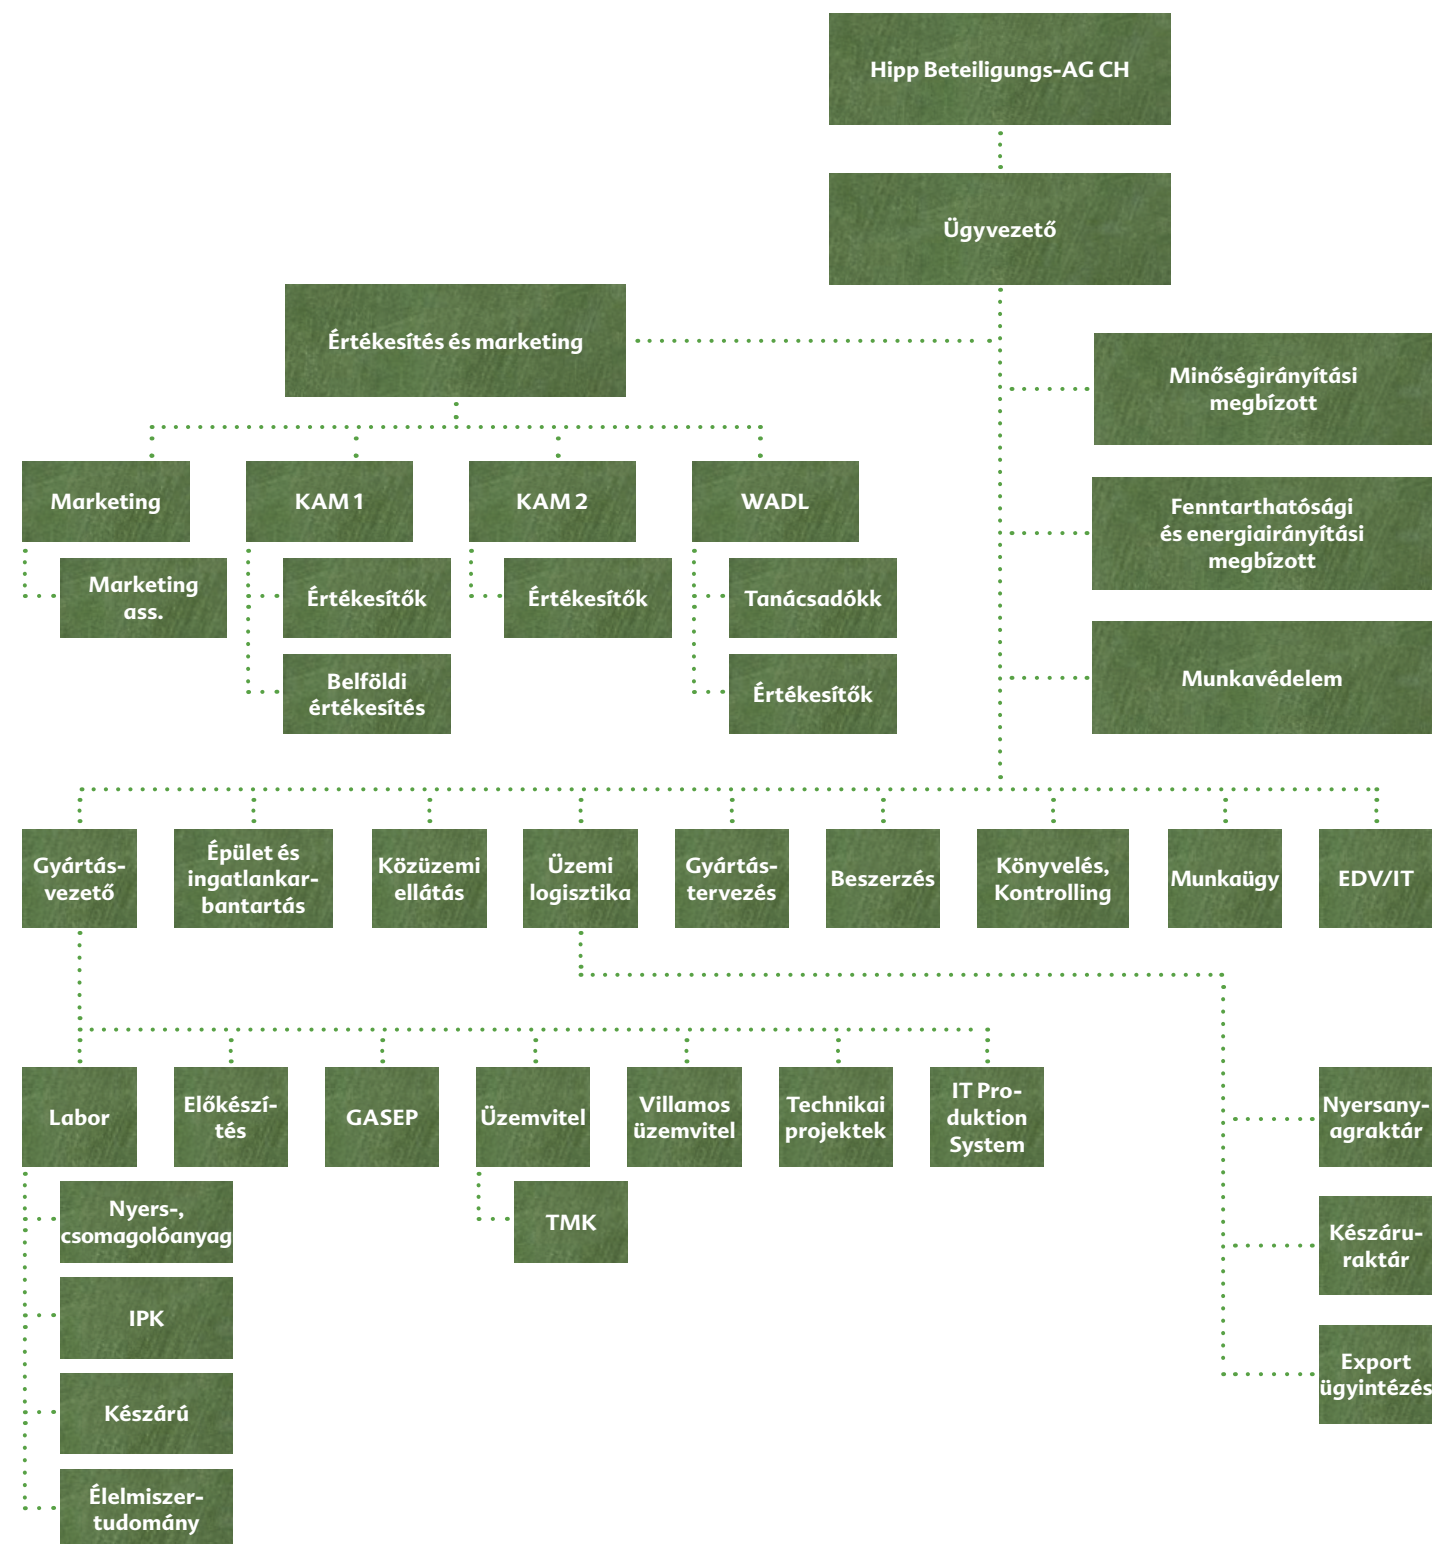 Hipp Beteiligungs-AG CH
Ügyvezető
Értékesítés és marketing
Minőségirányítási
megbízott
Fenntarthatósági
és energiairányítási
megbízott
Munkavédelem
Marketing
KAM 1
KAM 2
WADL
Marketing
ass.
Értékesítők
Értékesítők
Tanácsadókk
Belföldi
értékesítés
Értékesítők
Gyártás-
vezető
Épület és
ingatlankar-
bantartás
Közüzemi
ellátás
Üzemi
logisztika
Gyártás-
tervezés
Beszerzés
Könyvelés,
Kontrolling
Munkaügy
EDV/IT
Labor
Előkészí-
tés
GASEP
Üzemvitel
Villamos
üzemvitel
Technikai
projektek
IT Pro-
duktion
System
Nyersany-
agraktár
Nyers-,
csomagolóanyag
TMK
Készáru-
raktár
IPK
Export
ügyintézés
Készárú
Élelmiszer-
tudomány